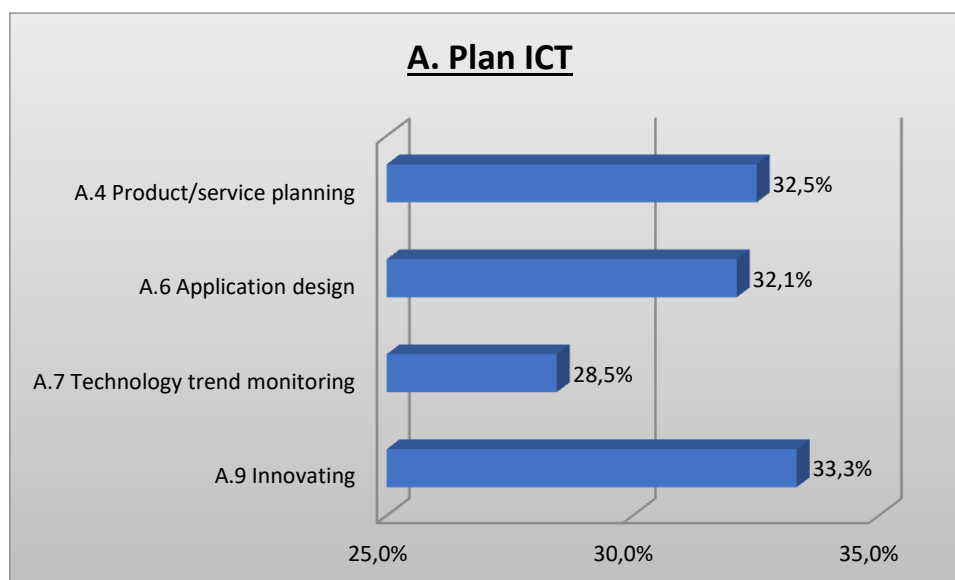 A. Plan ICT
A.4 Product/service planning
32,5%
A.6 Application design
32,1%
A.7 Technology trend monitoring
28,5%
A.9 Innovating
33,3%
25,0%
30,0%
35,0%